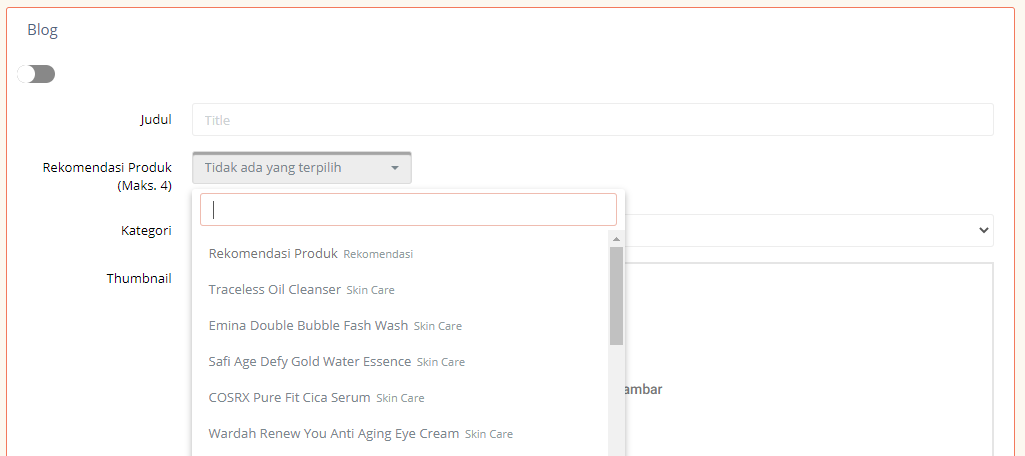 Blog
Judul
Title
Rekomendasi Produk
(Maks. 4)
Tidak ada yang terpilih
Kategori
Thumbnail
Rekomendasi Produk Rekomendasi
Traceless Oil Cleanser Skin Care
Emina Double Bubble Fash Wash Skin Care
Safi Age Defy Gold Water Essence Skin Care
ambar
COSRX Pure Fit Cica Serum Skin Care
Wardah Renew You Anti Aging Eye Cream Skin Care